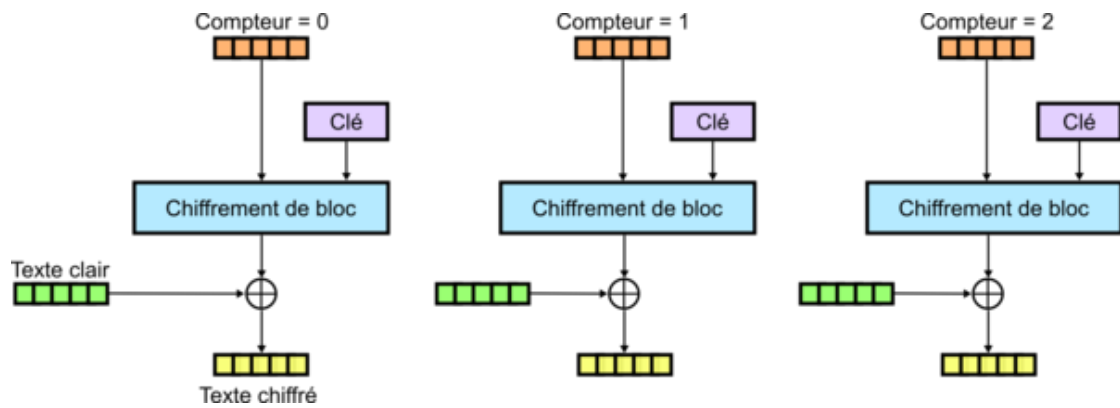 Compteur = 0
Compteur = 1
Compteur = 2
Clé
Clé
Clé
Chiffrement de bloc
Chiffrement de bloc
Chiffrement de bloc
Texte clair
Texte chiffré